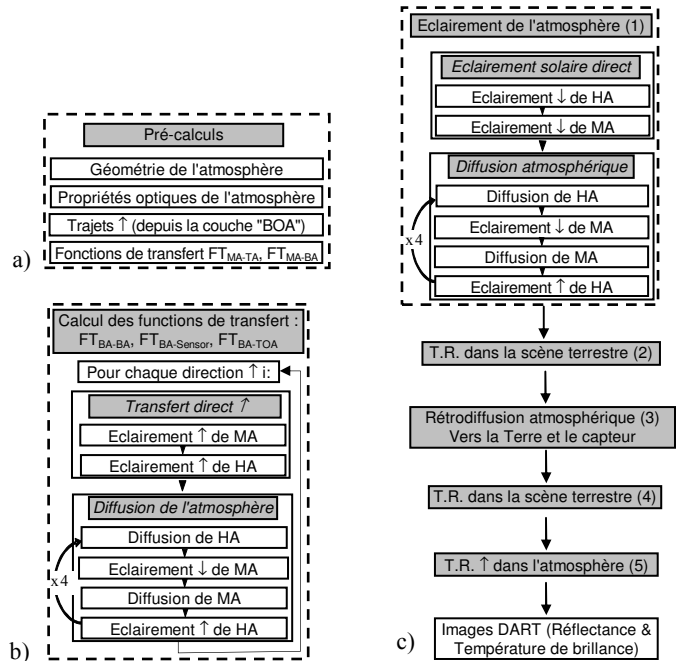 Pré-calculs
Géométrie de l'atmosphère
Propriétés optiques de l'atmosphère
Trajets ↑ (depuis la couche "BOA")
Fonctions de transfert FT_MA-TA, FT_MA-BA
a)
Calcul des functions de transfert :
FT_BA-BA, FT_BA-Sensor, FT_BA-TOA
Pour chaque direction ↑ i:
Transfert direct ↑
Eclairement ↑ de MA
Eclairement ↑ de HA
Diffusion de l'atmosphère
Diffusion de HA
Eclairement ↓ de MA
Diffusion de MA
Eclairement ↑ de HA
x4
b)
Eclairement de l'atmosphère (1)
Eclairement solaire direct
Eclairement ↓ de HA
Eclairement ↓ de MA
Diffusion atmosphérique
Diffusion de HA
Eclairement ↓ de MA
Diffusion de MA
Eclairement ↑ de HA
x4
T.R. dans la scène terrestre (2)
Rétrodiffusion atmosphérique (3)
Vers la Terre et le capteur
T.R. dans la scène terrestre (4)
T.R. ↑ dans l'atmosphère (5)
Images DART (Réflectance &
Température de brillance)
c)